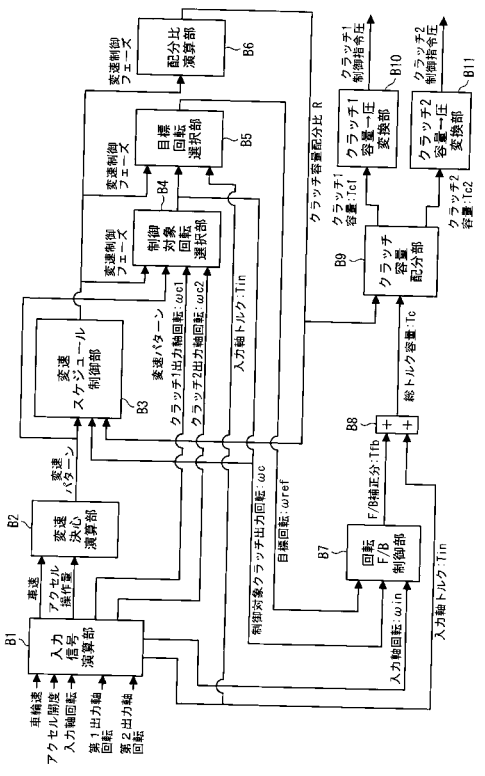 車輪速
アクセル開度
入力軸回転
第1出力軸
回転
第2出力軸
回転
B1
入力
信号
演算部
車速
アクセル
操作量
B2
変速
決心
演算部
変速
パターン
変速
スケジュール
制御部
B3
変速制御
フェーズ
変速制御
フェーズ
変速制御
フェーズ
変速パターン
クラッチ1出力軸回転:ωc1
クラッチ2出力軸回転:ωc2
B4
制御
対象
回転
選択部
入力軸トルク:Tin
目標
回転
選択部
B5
配分比
演算部
B6
制御対象クラッチ出力回転:ωc
目標回転:ωref
クラッチ容量配分比 R
B7
回転
F/B
制御部
入力軸回転:ωin
F/B補正分:Tfb
入力軸トルク:Tin
B8
+
+
総トルク容量:Tc
B9
クラッチ
容量
配分部
クラッチ1
容量:Tc1
クラッチ2
容量:Tc2
クラッチ1
容量→圧
変換部
B10
クラッチ1
制御指令圧
クラッチ2
容量→圧
変換部
B11
クラッチ2
制御指令圧